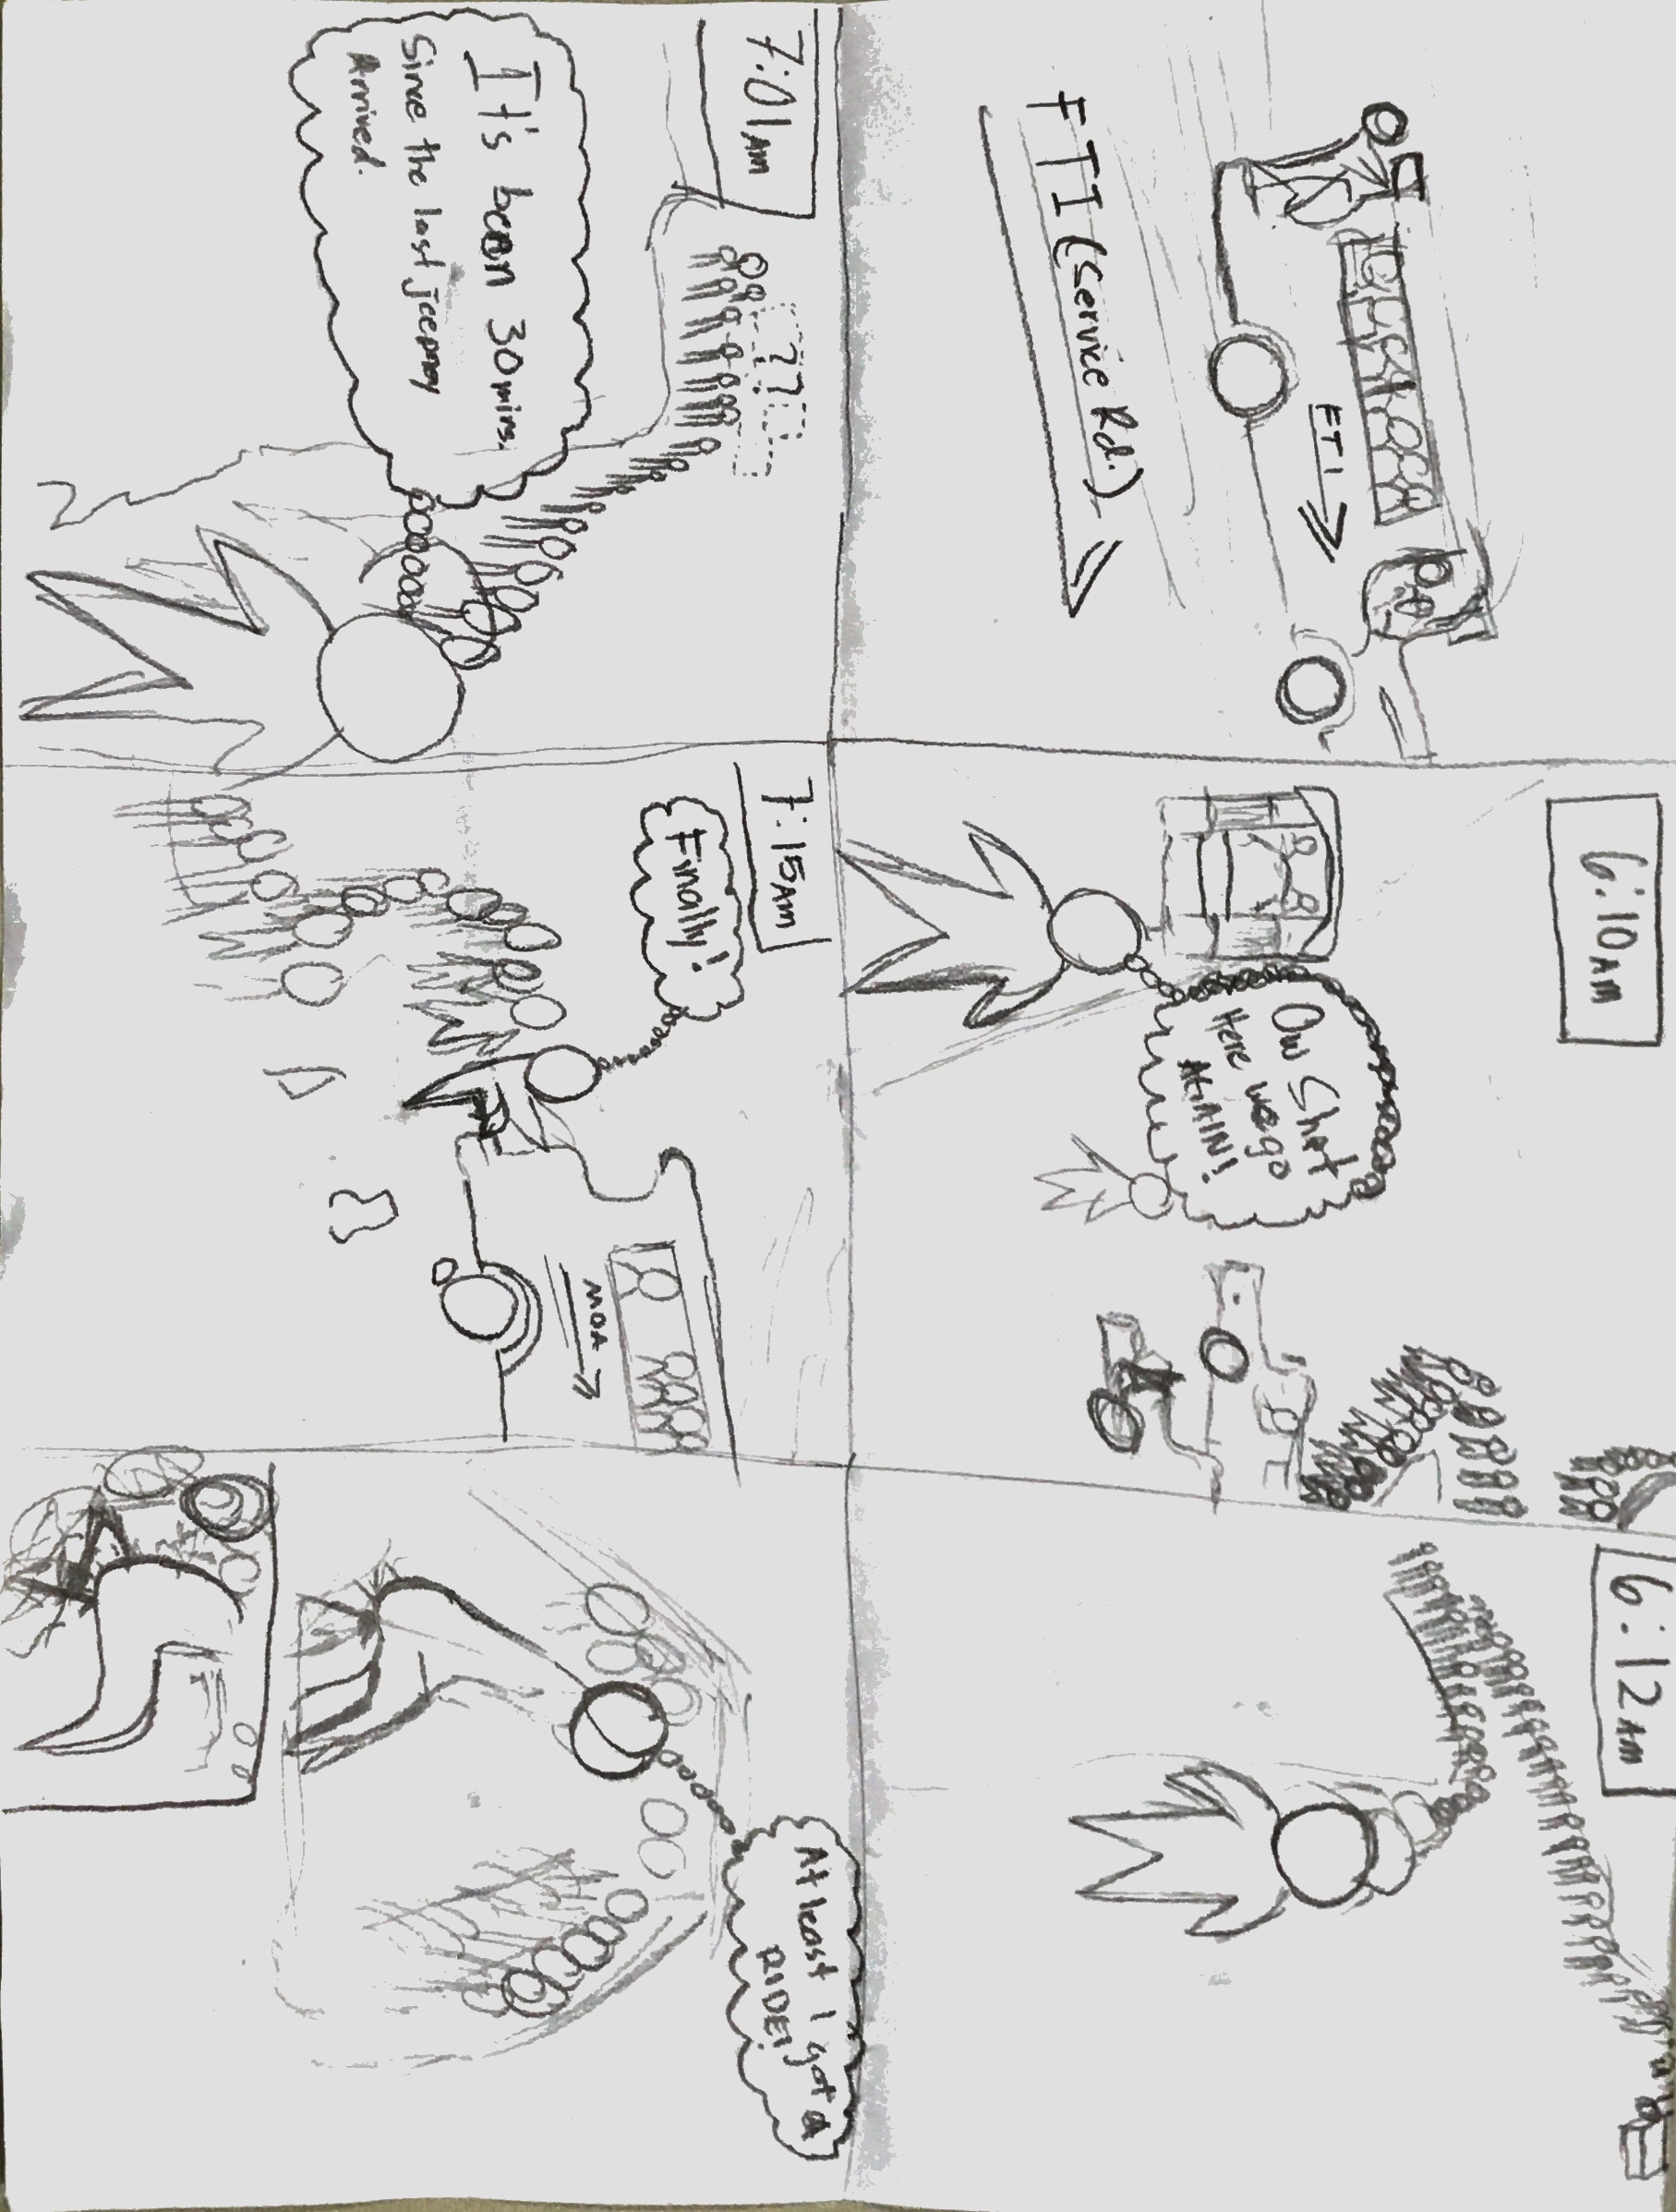 FTI →
FTI (Service Rd.)
6:10AM
Ow
Here we go
AGAIN!
6:12AM
7:01AM
It's been 30mins.
Since the last jeepney
Arrived.
7:15AM
Finally!
MOA →
At least I got a
RIDE!